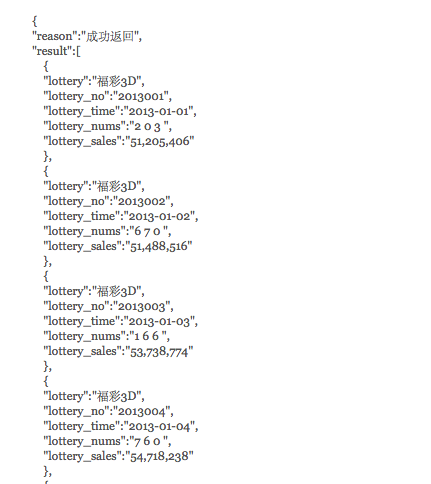 {
"reason":"成功返回",
"result":[
{
"lottery":"福彩3D",
"lottery_no":"2013001",
"lottery_time":"2013-01-01",
"lottery_nums":"2 0 3 ",
"lottery_sales":"51,205,406"
},
{
"lottery":"福彩3D",
"lottery_no":"2013002",
"lottery_time":"2013-01-02",
"lottery_nums":"6 7 0 ",
"lottery_sales":"51,488,516"
},
{
"lottery":"福彩3D",
"lottery_no":"2013003",
"lottery_time":"2013-01-03",
"lottery_nums":"1 6 6 ",
"lottery_sales":"53,738,774"
},
{
"lottery":"福彩3D",
"lottery_no":"2013004",
"lottery_time":"2013-01-04",
"lottery_nums":"7 6 0 ",
"lottery_sales":"54,718,238"
},
{